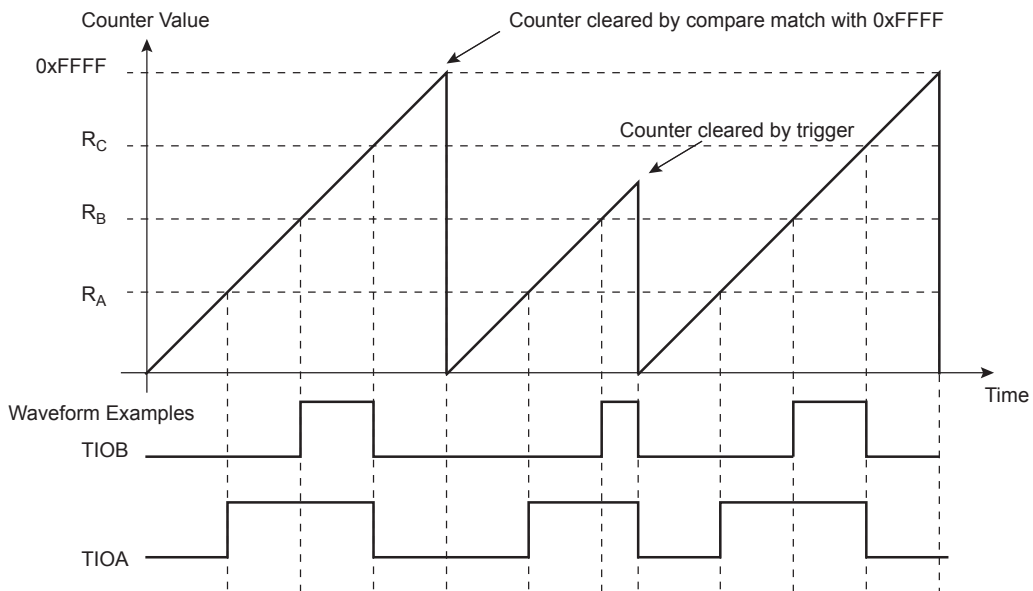 Counter Value
Counter cleared by compare match with 0xFFFF
0xFFFF
Counter cleared by trigger
RC
RB
RA
Time
Waveform Examples
TIOB
TIOA